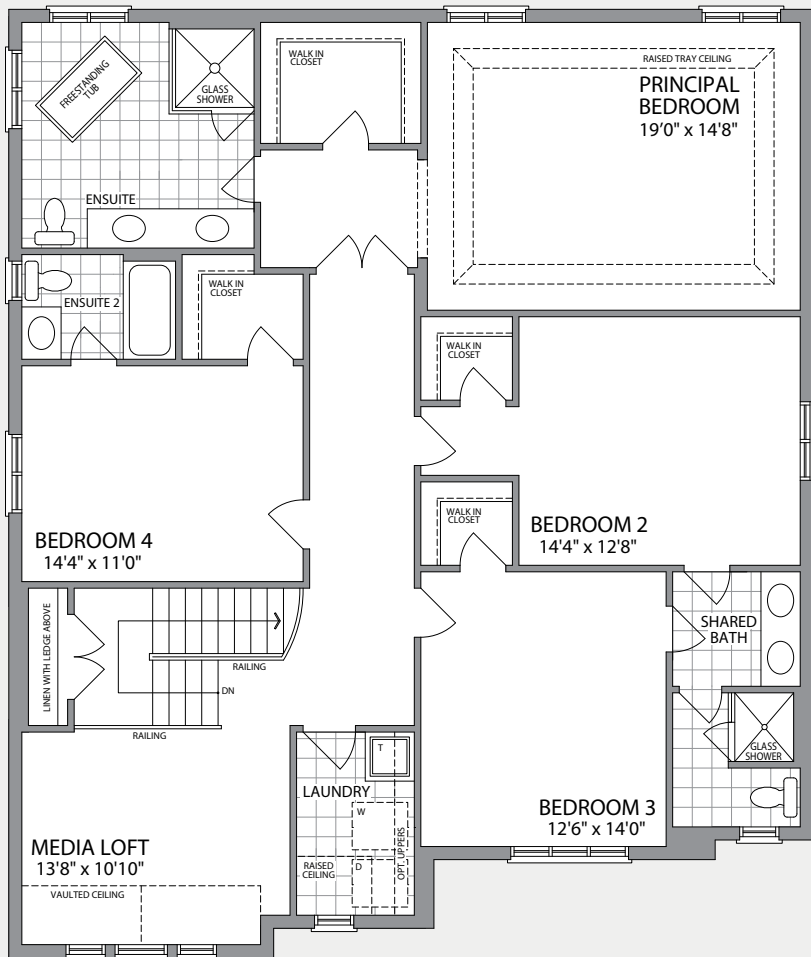 WALK IN
CLOSET
RAISED TRAY CEILING
PRINCIPAL
BEDROOM
19'0" x 14'8"
FREESTANDING
TUB
GLASS
SHOWER
ENSUITE
ENSUITE 2
WALK IN
CLOSET
WALK IN
CLOSET
BEDROOM 4
14'4" x 11'0"
WALK IN
CLOSET
BEDROOM 2
14'4" x 12'8"
LINEN WITH LEDGE ABOVE
RAILING
DN
RAILING
SHARED
BATH
GLASS
SHOWER
T
LAUNDRY
W
D
OPT. UPPERS
RAISED
CEILING
BEDROOM 3
12'6" x 14'0"
MEDIA LOFT
13'8" x 10'10"
VAULTED CEILING